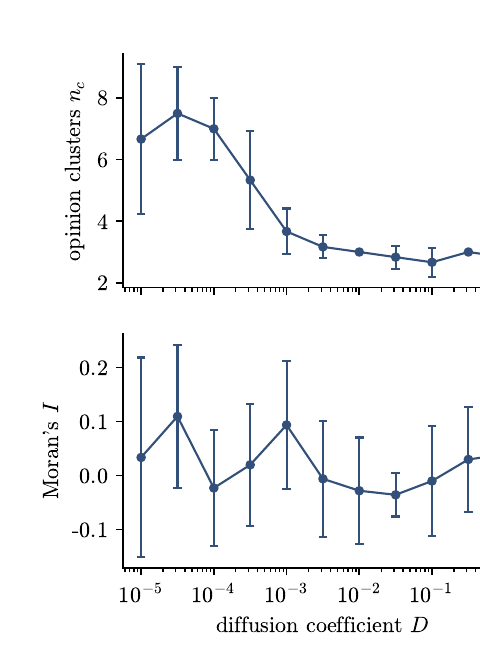 opinion clusters n_c
8
6
4
2
Moran's I
0.2
0.1
0.0
-0.1
10⁻⁵ 10⁻⁴ 10⁻³ 10⁻² 10⁻¹
diffusion coefficient D